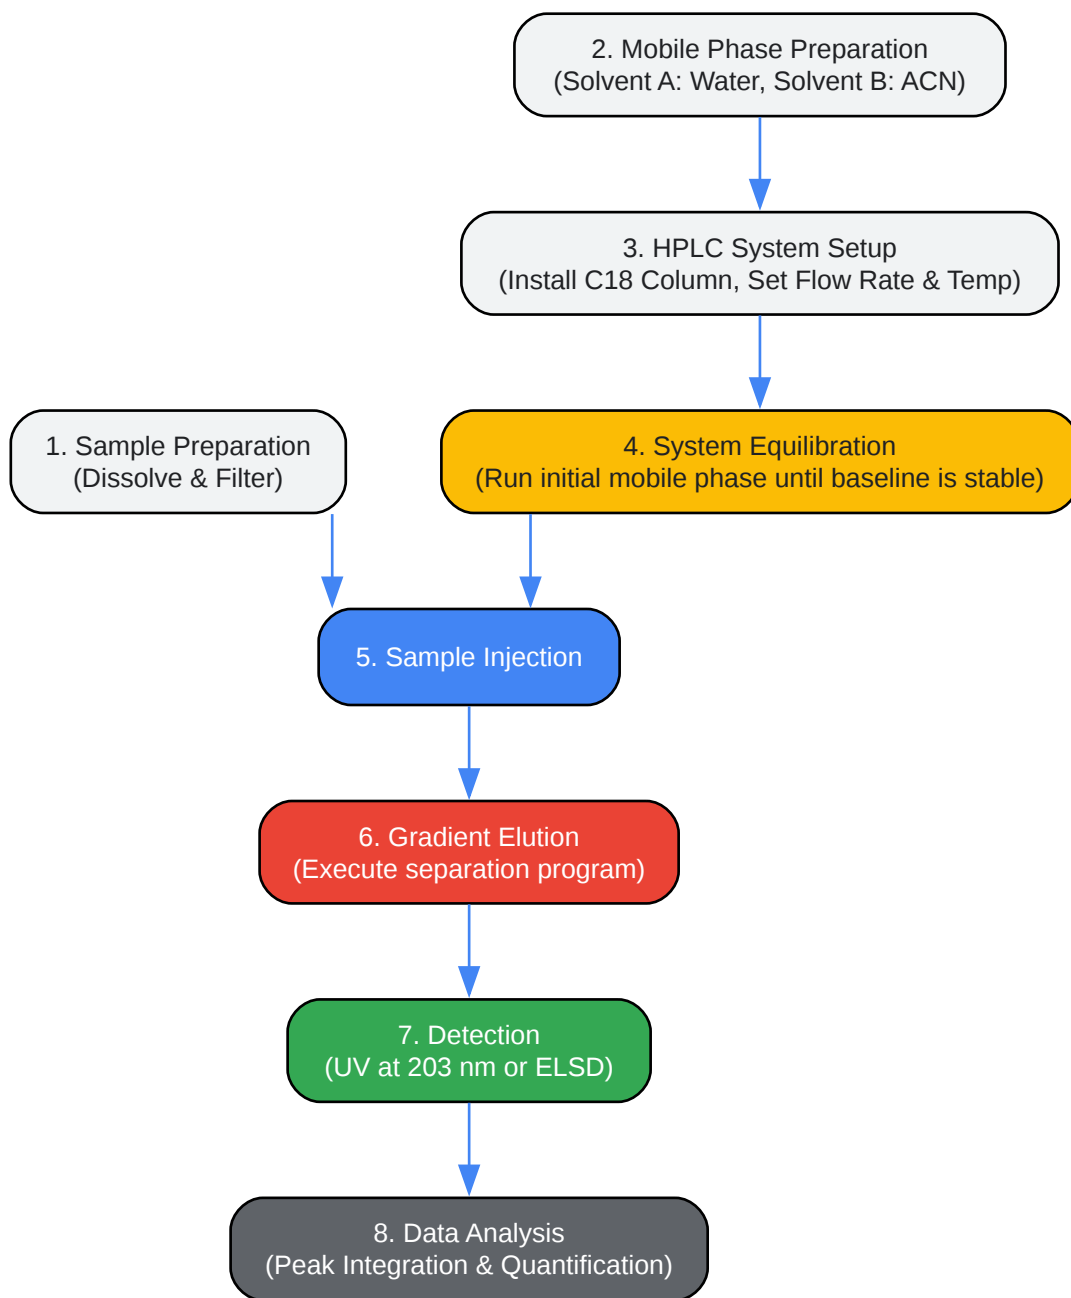 2. Mobile Phase Preparation
(Solvent A: Water, Solvent B: ACN)
3. HPLC System Setup
(Install C18 Column, Set Flow Rate & Temp)
1. Sample Preparation
(Dissolve & Filter)
4. System Equilibration
(Run initial mobile phase until baseline is stable)
5. Sample Injection
6. Gradient Elution
(Execute separation program)
7. Detection
(UV at 203 nm or ELSD)
8. Data Analysis
(Peak Integration & Quantification)